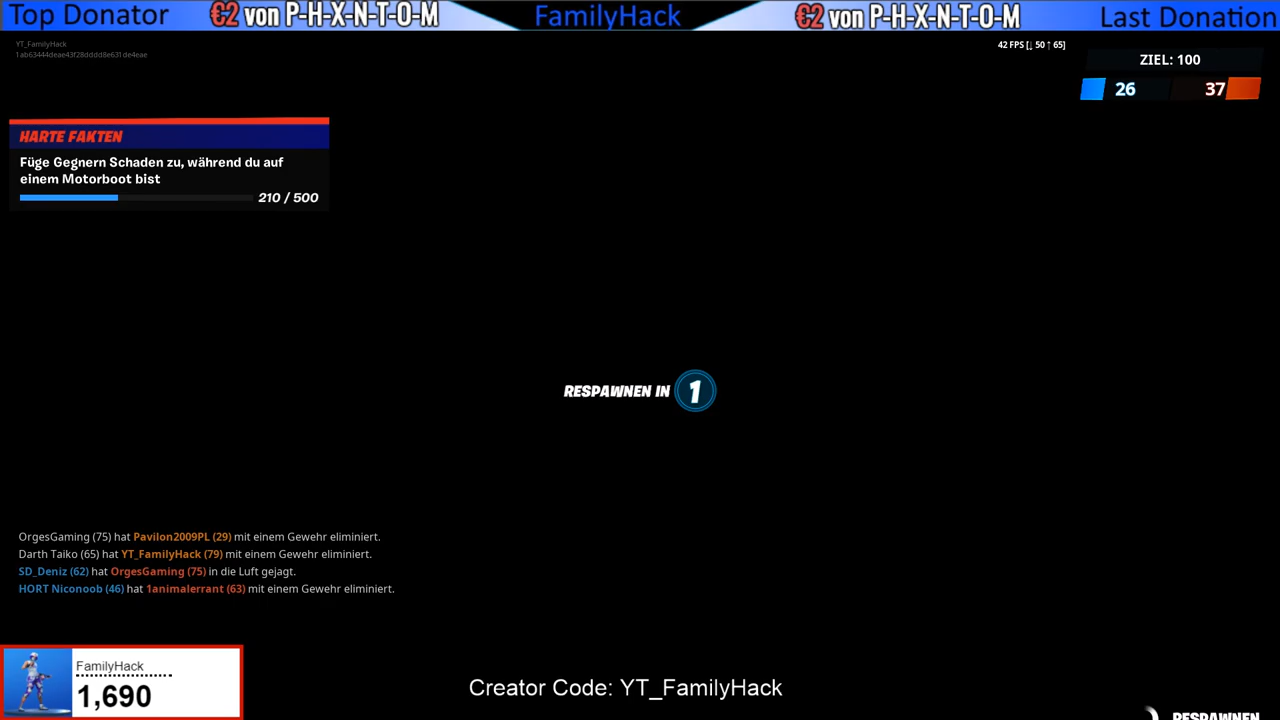 Top Donator €2 von P-H-X-N-T-O-M FamilyHack €2 von P-H-X-N-T-O-M Last Donation
YT_FamilyHack
42 FPS [↓ 50 ↑ 65]
ZIEL: 100
26 37
HARTE FAKTEN
Füge Gegnern Schaden zu, während du auf
einem Motorboot bist
210 / 500
RESPAWNEN IN 1
OrgesGaming (75) hat Pavilon2009PL (29) mit einem Gewehr eliminiert.
Darth Taiko (65) hat YT_FamilyHack (79) mit einem Gewehr eliminiert.
SD_Deniz (62) hat OrgesGaming (75) in die Luft gejagt.
HORT Niconoob (46) hat 1animalerrant (63) mit einem Gewehr eliminiert.
FamilyHack
1,690
Creator Code: YT_FamilyHack
RESPAWNEN